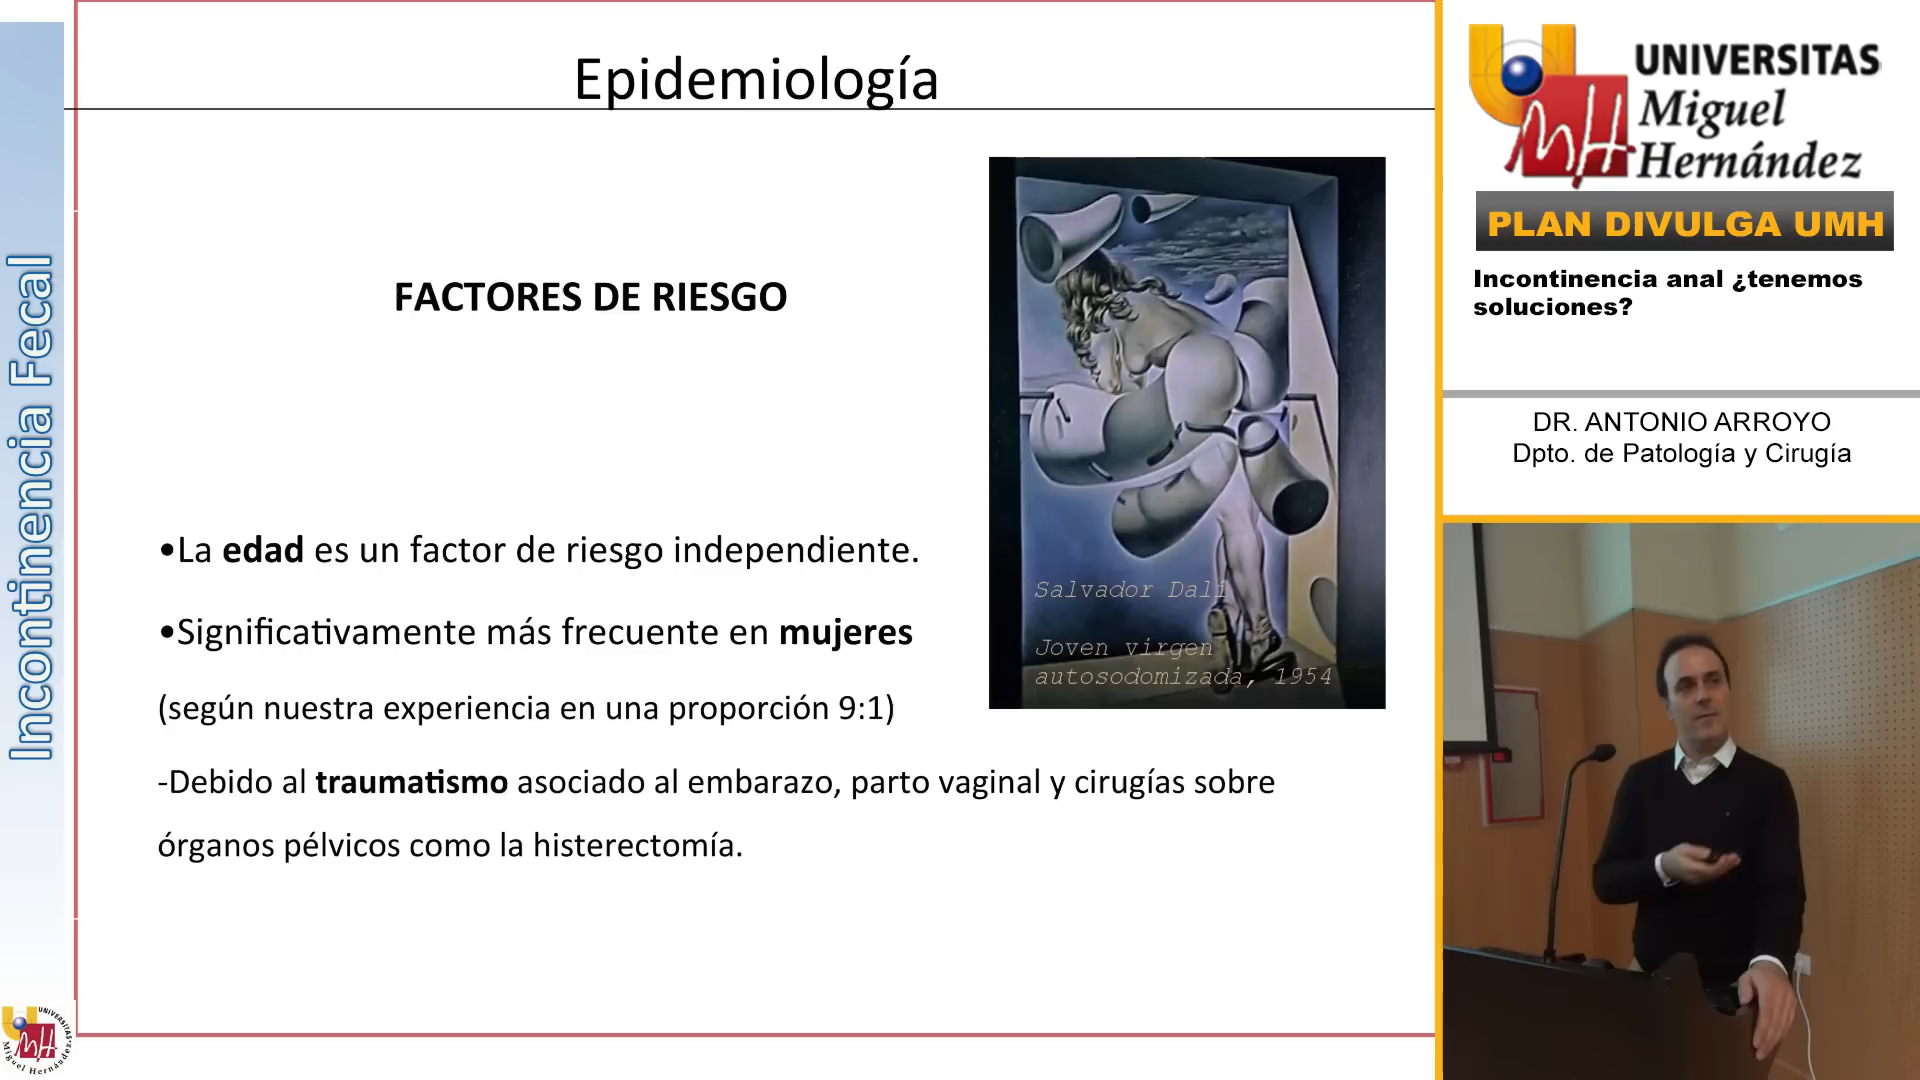 Epidemiología
Incontinencia Fecal
FACTORES DE RIESGO
•La edad es un factor de riesgo independiente.
•Significativamente más frecuente en mujeres
(según nuestra experiencia en una proporción 9:1)
-Debido al traumatismo asociado al embarazo, parto vaginal y cirugías sobre
órganos pélvicos como la histerectomía.
Salvador Dalí
Joven virgen
autosodomizada, 1954
UNIVERSITAS
Miguel
Hernández
UNIVERSITAS
Miguel
Hernández
PLAN DIVULGA UMH
Incontinencia anal ¿tenemos
soluciones?
DR. ANTONIO ARROYO
Dpto. de Patología y Cirugía